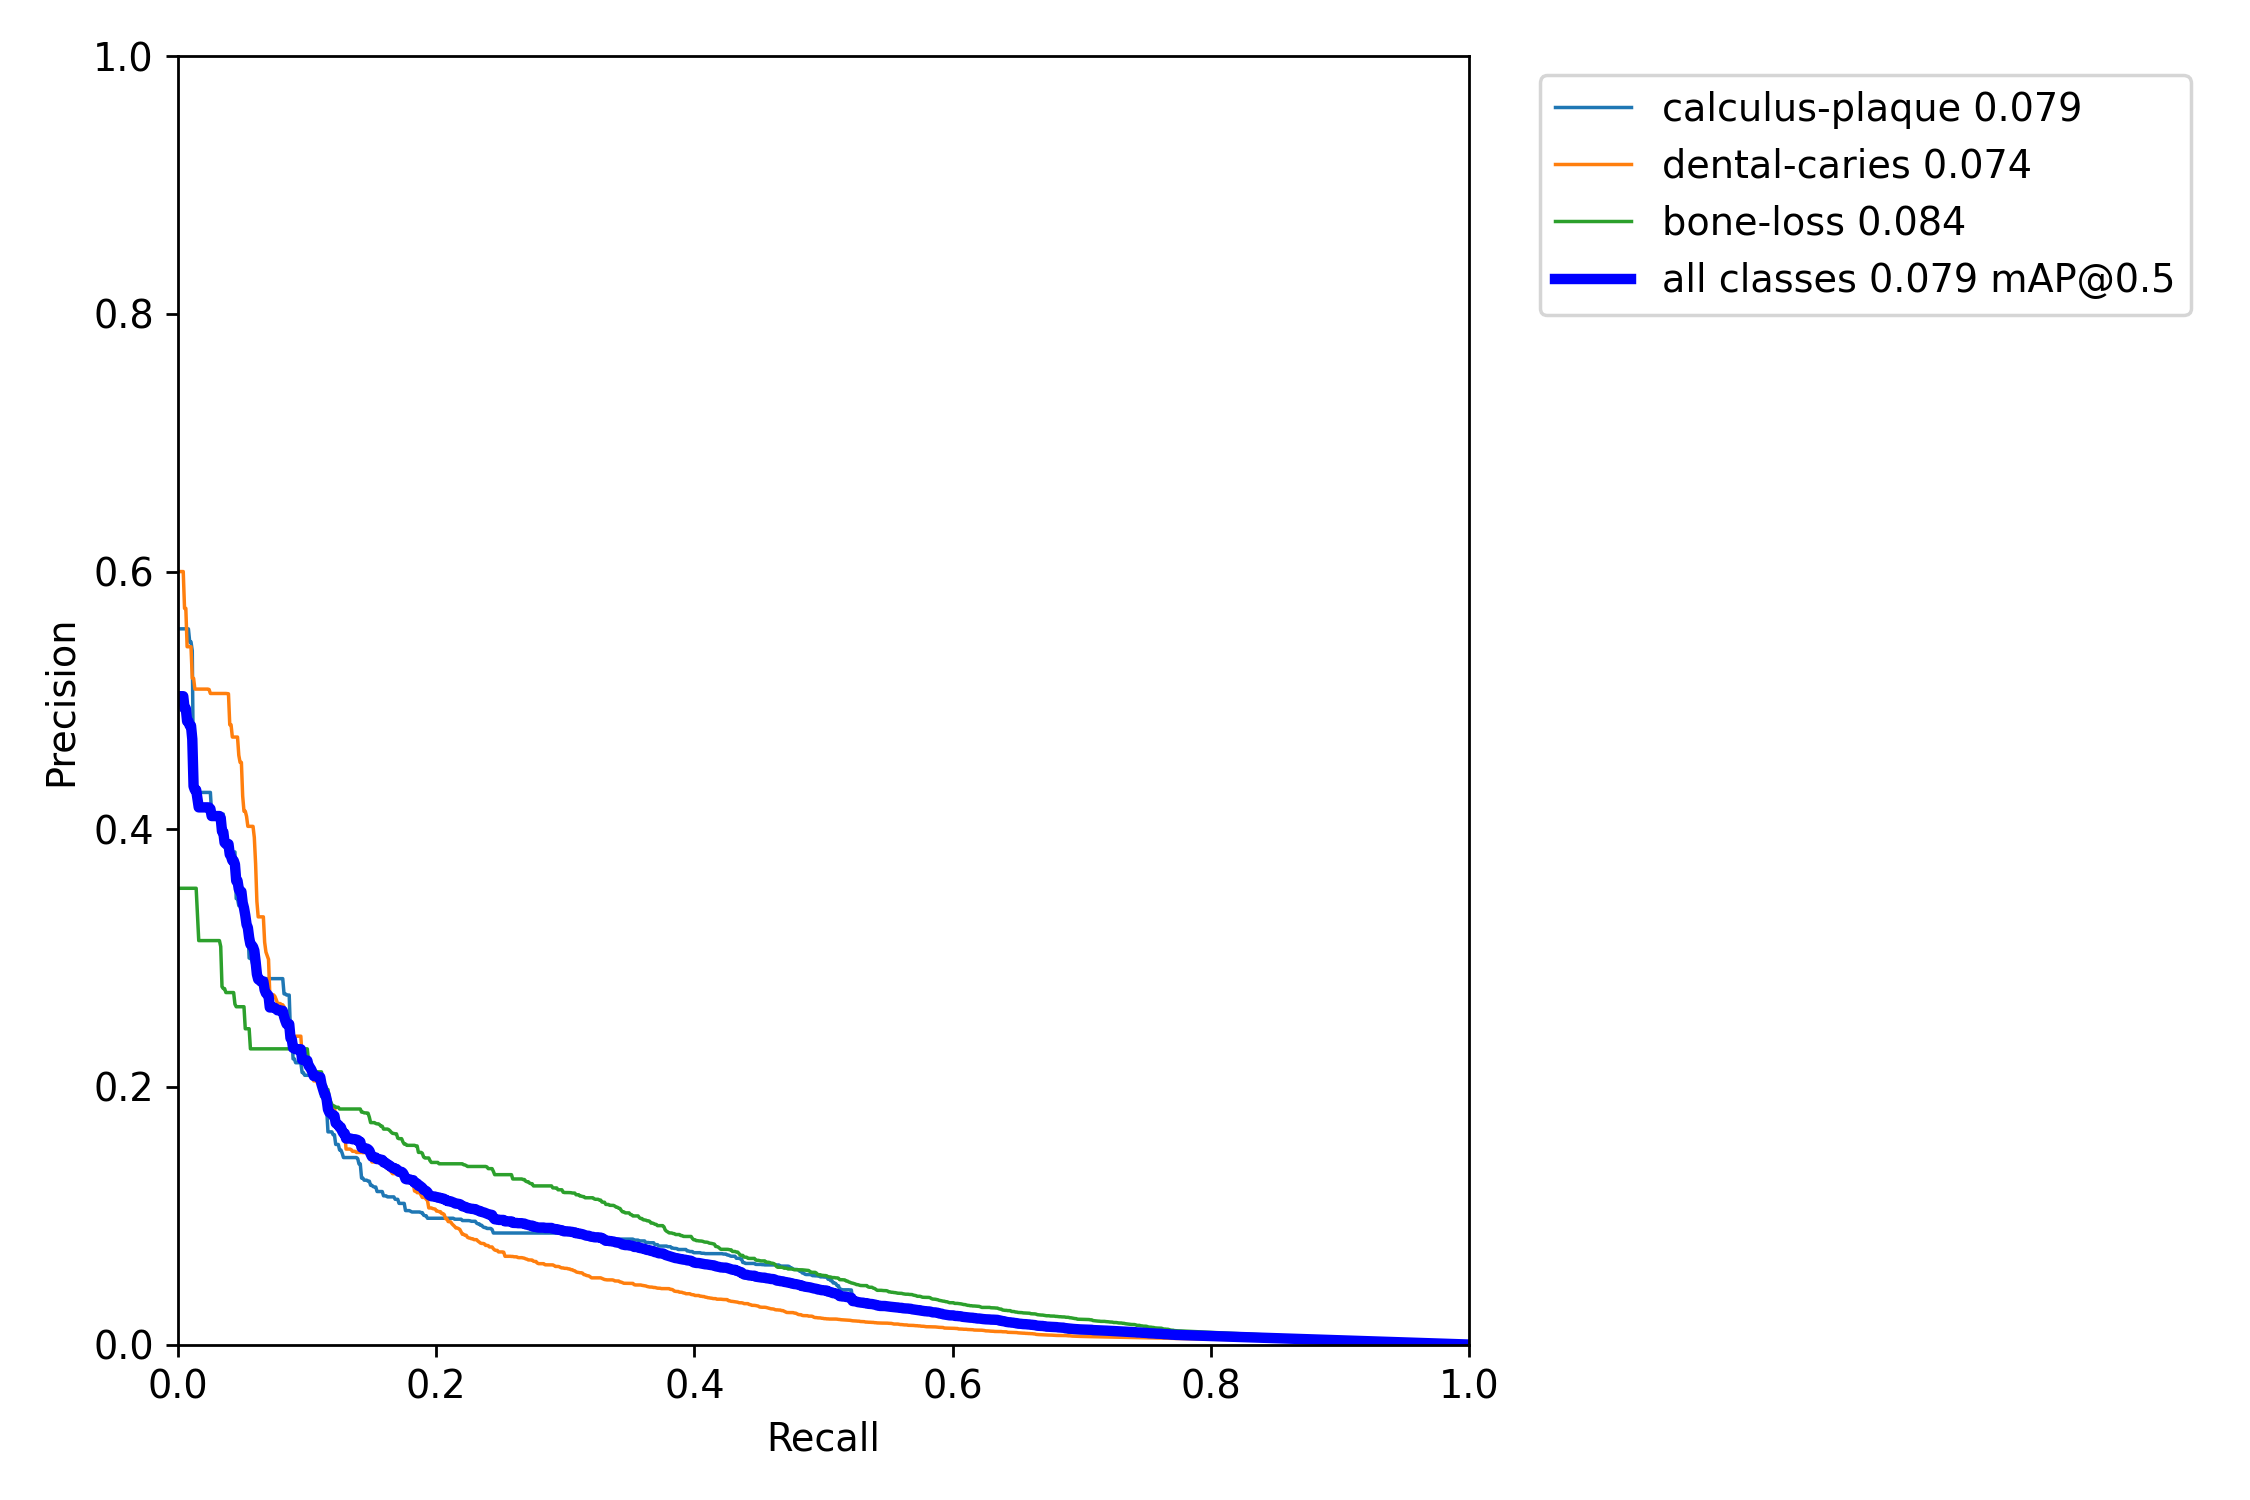 1.0
0.8
0.6
0.4
0.2
0.0
Precision
0.0 0.2 0.4 0.6 0.8 1.0
Recall
calculus-plaque 0.079
dental-caries 0.074
bone-loss 0.084
all classes 0.079 mAP@0.5